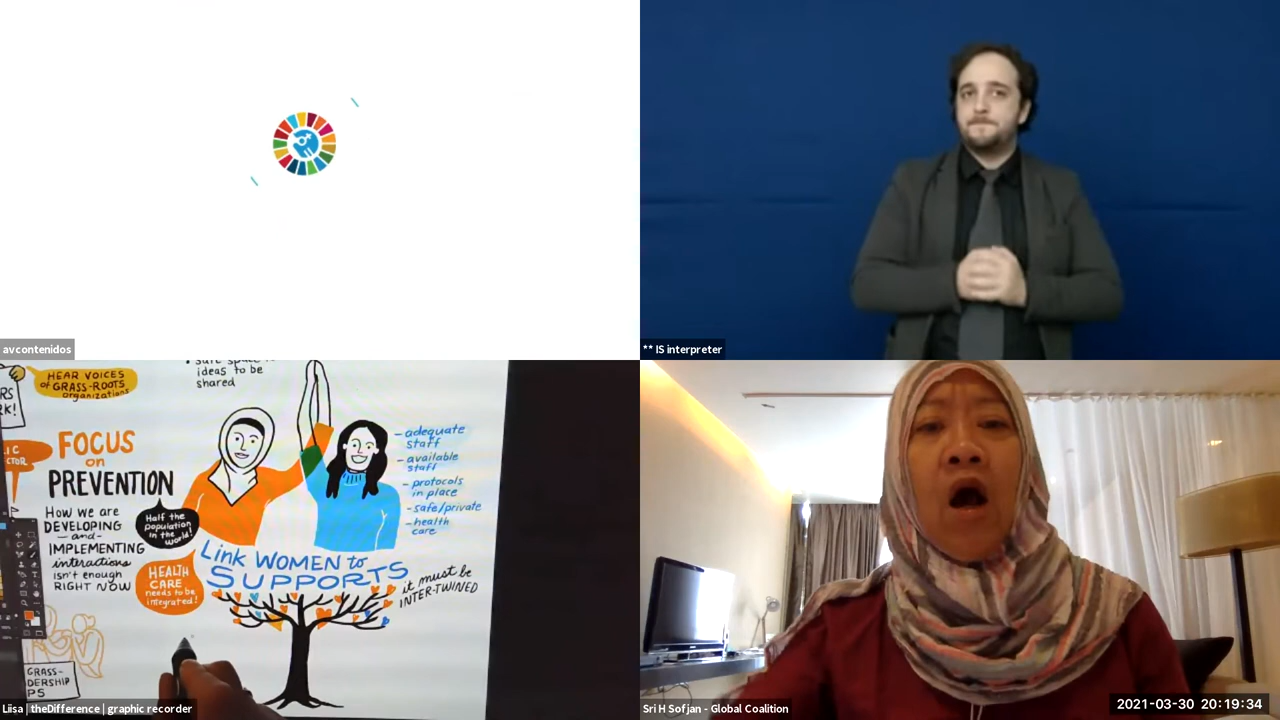 avcontenidos
** IS interpreter
ideas to be
shared
HEAR VOICES
of GRASS-ROOTS
organizations
RS
K!
FOCUS
on
PREVENTION
How we are
DEVELOPING
-and-
IMPLEMENTING
interactions
isn't enough
RIGHT NOW
Half the
population
in the
world!
HEALTH
CARE
needs to be
integrated!
- adequate
staff
- available
staff
- protocols
in place
- safe/private
- health
care
Link WOMEN to
SUPPORTS
it must be
INTER-TWINED
GRASS-
DERSHIP
PS
Liisa | theDifference | graphic recorder
Sri H Sofjan - Global Coalition
2021-03-30 20:19:34